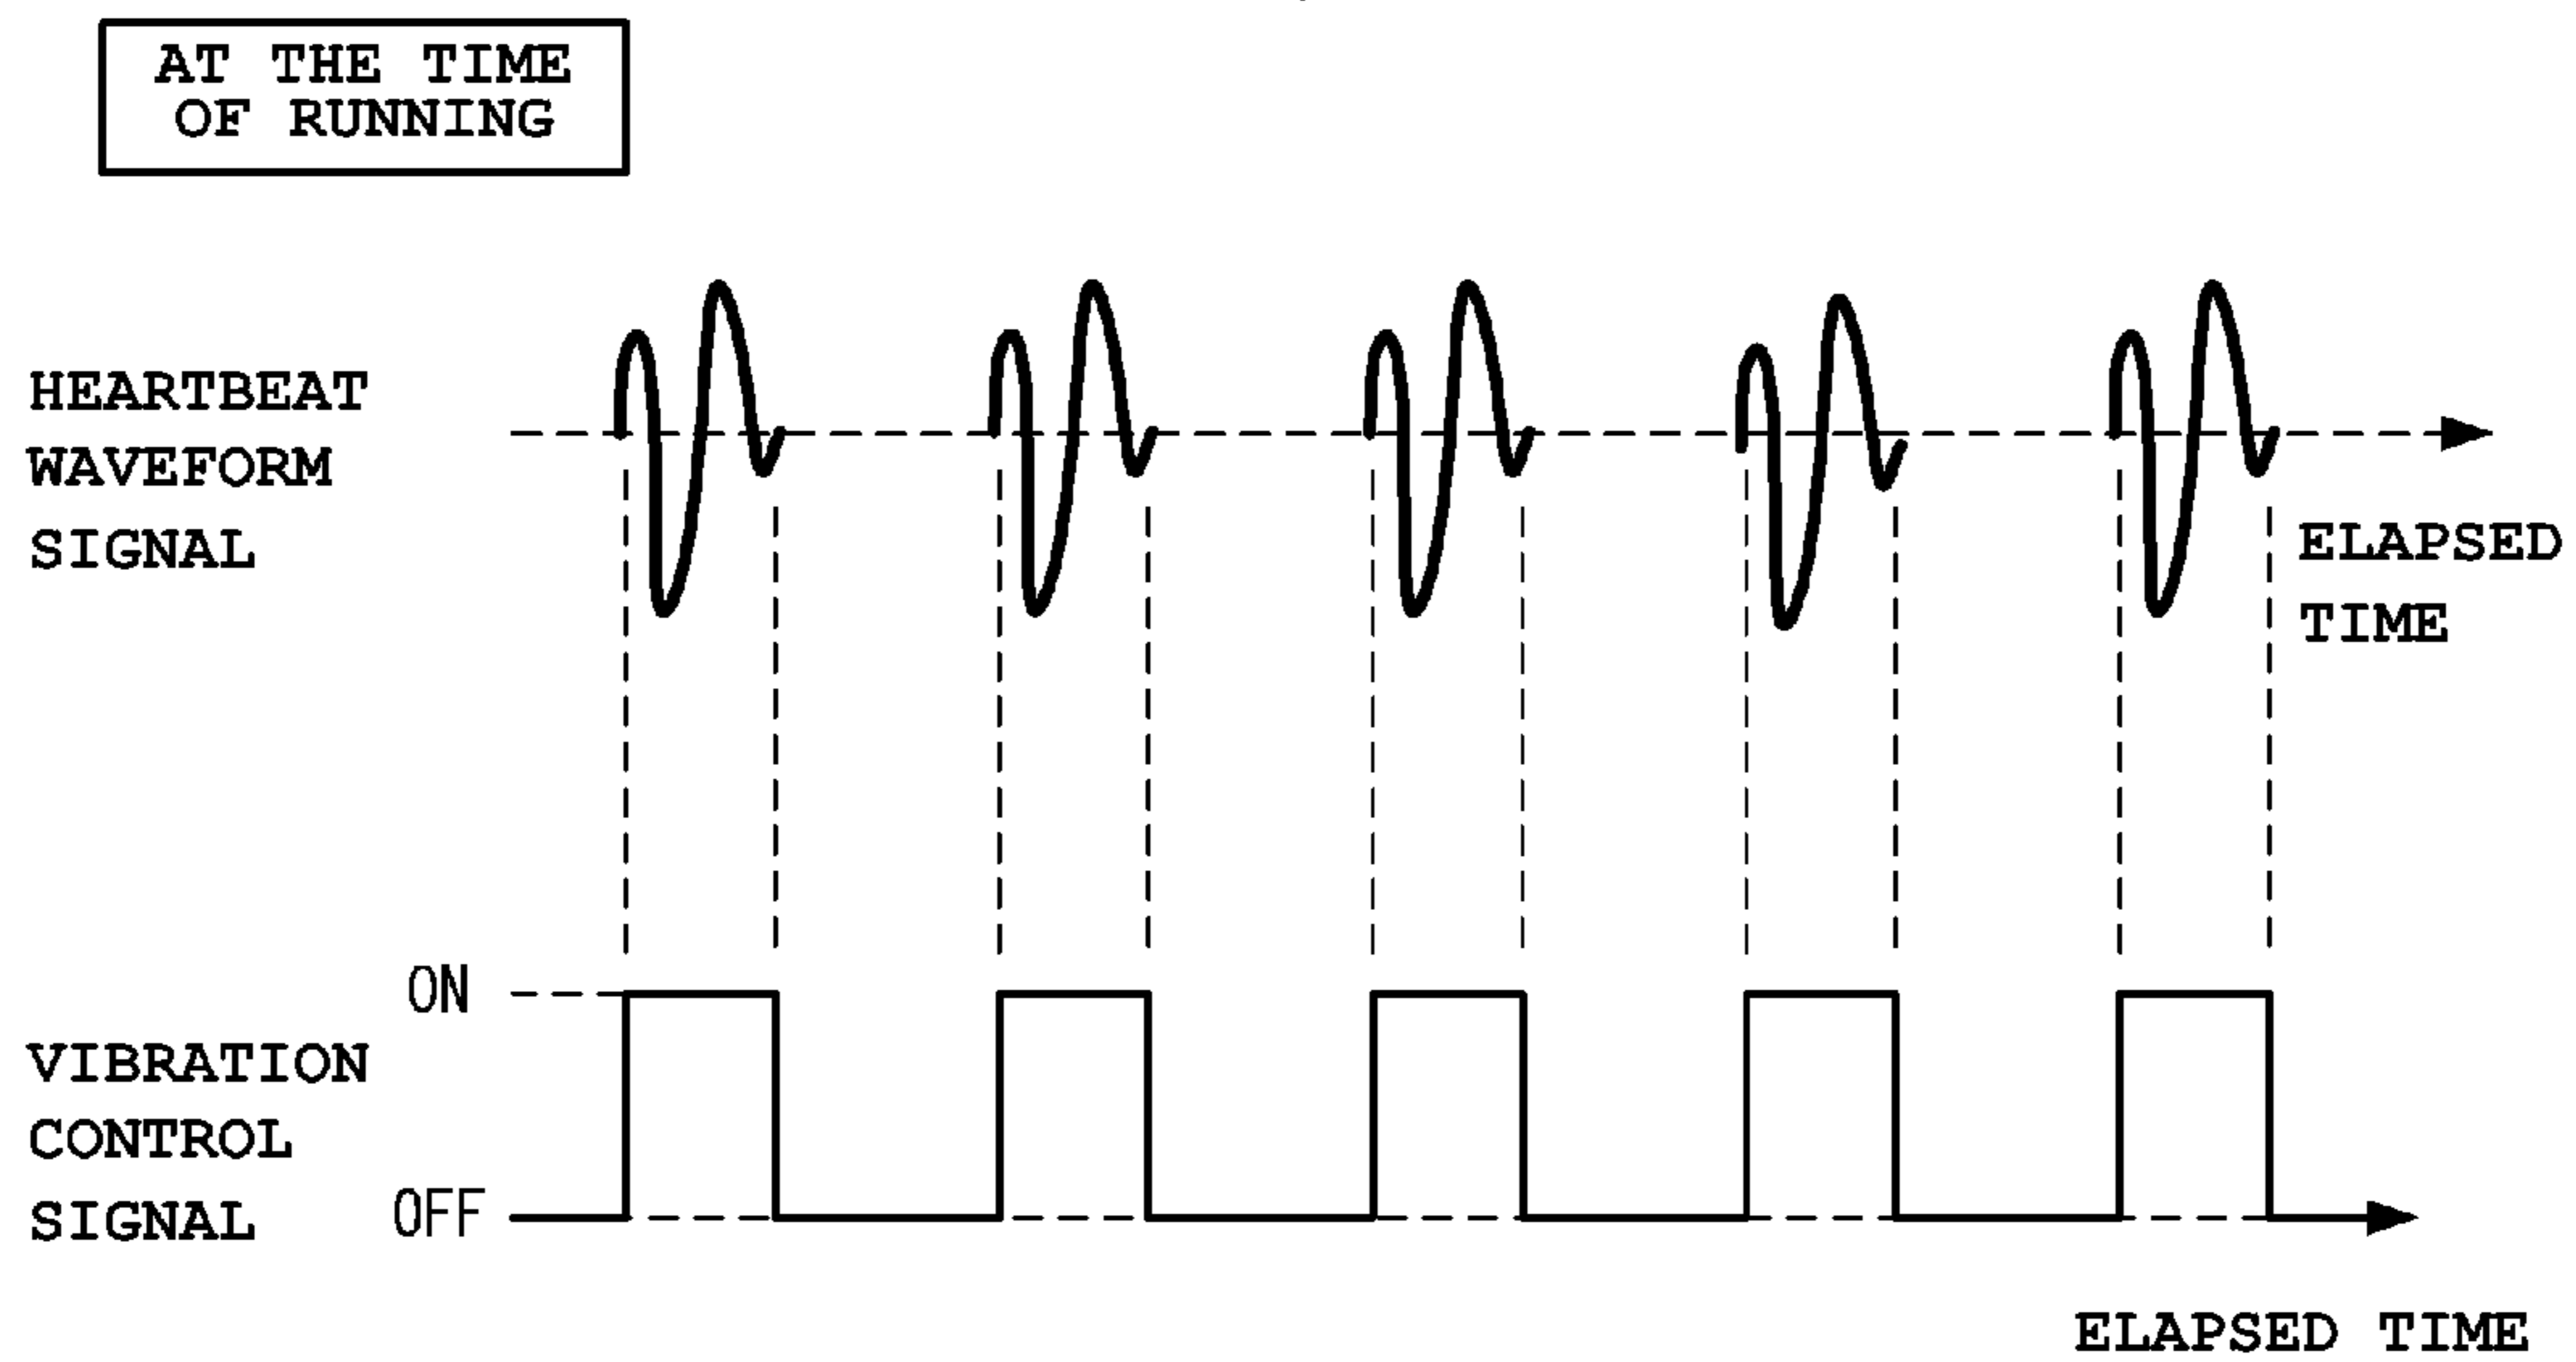 AT THE TIME
OF RUNNING
HEARTBEAT
WAVEFORM
SIGNAL
ELAPSED
TIME
ON
VIBRATION
CONTROL
SIGNAL
OFF
ELAPSED TIME